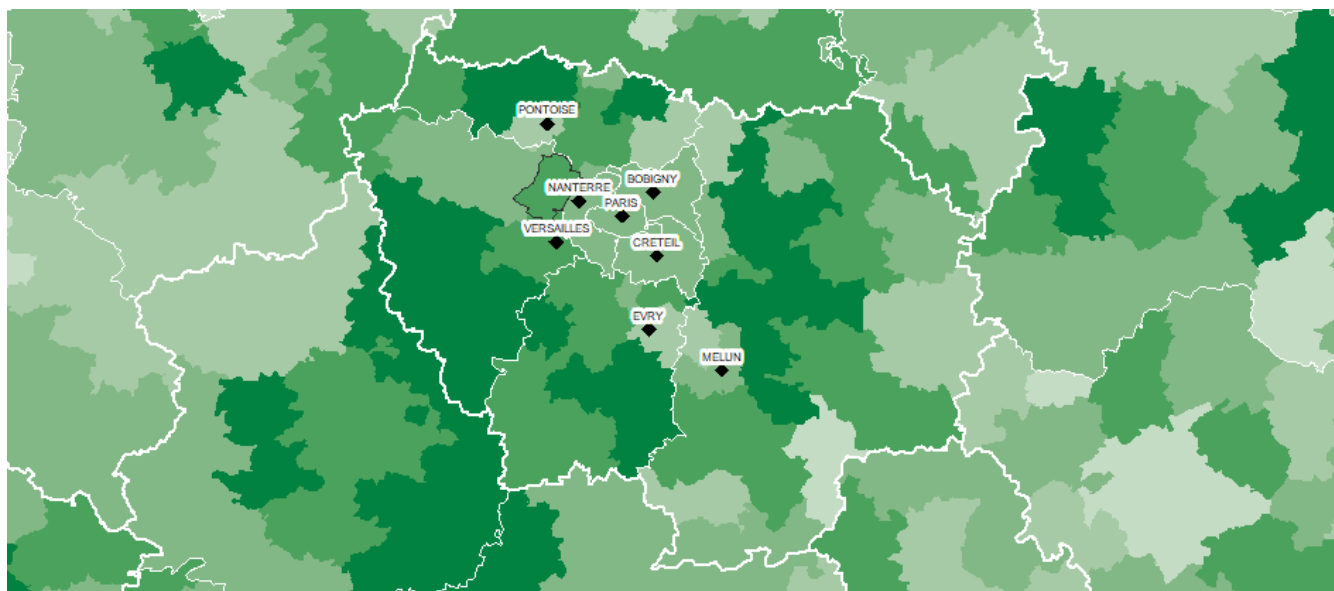 PONTOISE
BOBIGNY
NANTERRE
PARIS
VERSAILLES
CRETEIL
EVRY
MELUN